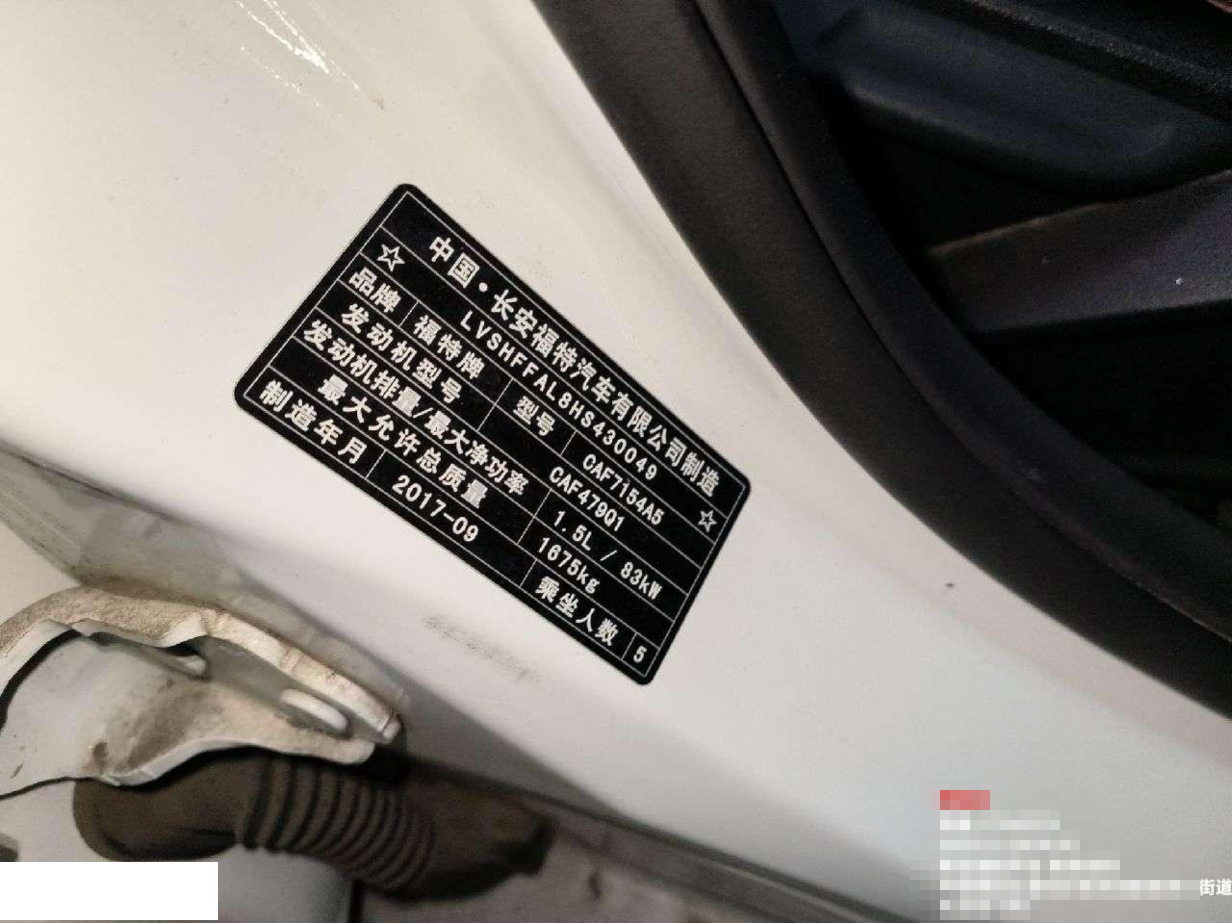 中国·长安福特汽车有限公司制造
☆ LVSHFFAL8HS430049 ☆
品牌 福特牌 型号 CAF7154A5
发动机型号 CAF479Q1
发动机排量/最大净功率 1.5L / 83kW
最大允许总质量 1675kg
制造年月 2017-09 乘坐人数 5
街道